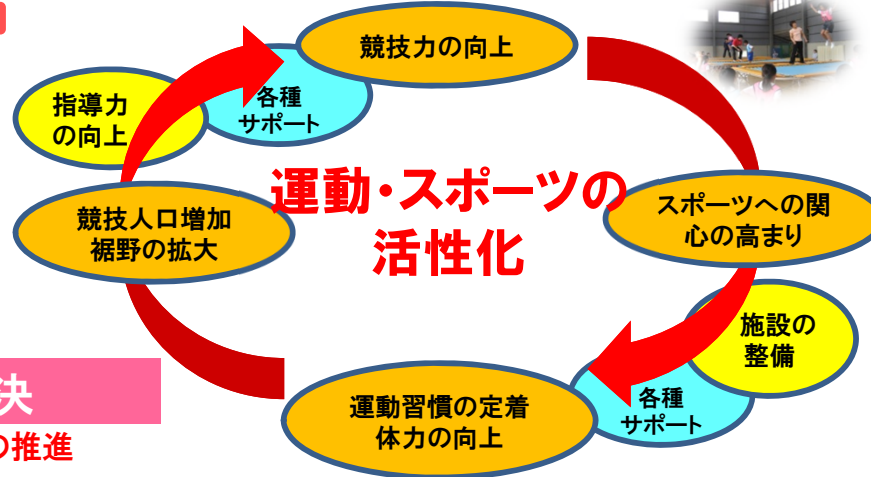 競技力の向上
指導力
の向上
各種
サポート
運動・スポーツの
活性化
競技人口増加
裾野の拡大
スポーツへの関
心の高まり
施設の
整備
各種
サポート
運動習慣の定着
体力の向上
決
の推進